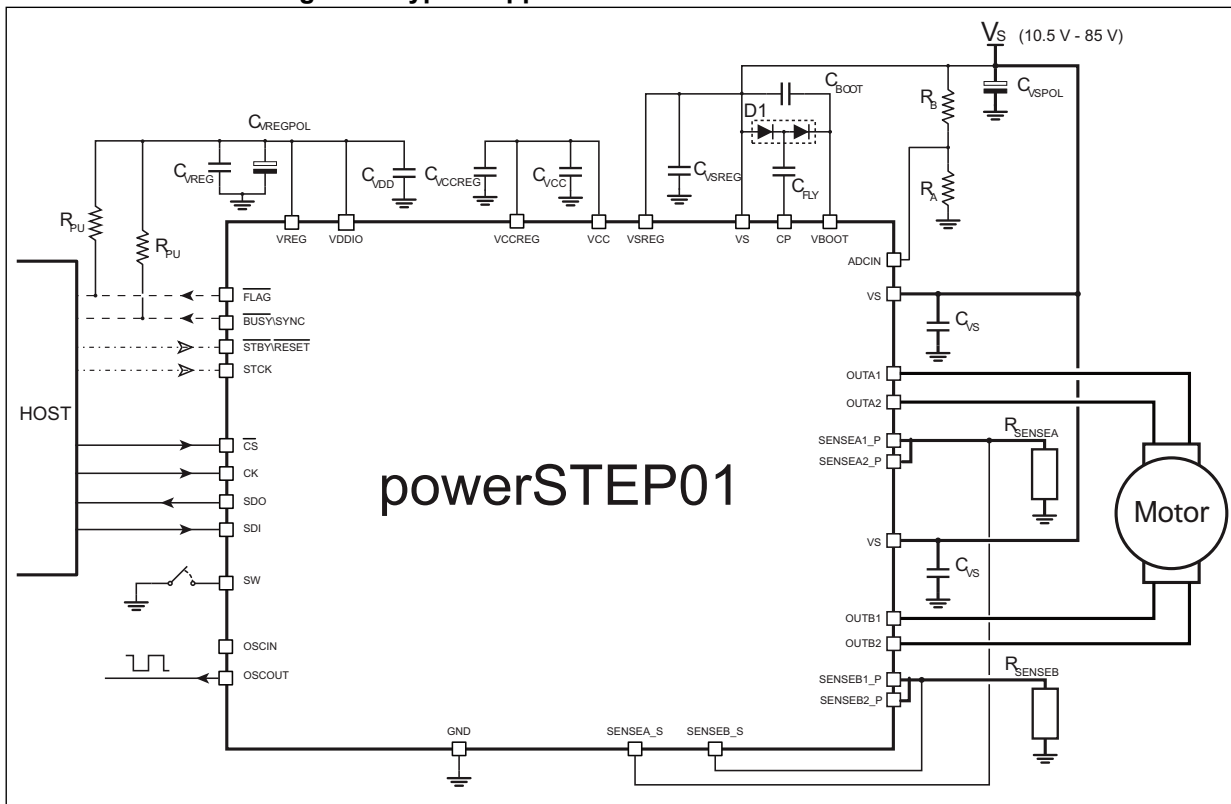 VS (10.5 V - 85 V)
CBOOT
RB
CVSPOL
D1
CVREGPOL
CVREG
CVDD
CVCCREG
CVCC
CVSREG
CFLY
RA
RPU
RPU
VREG
VDDIO
VCCREG
VCC
VSREG
VS
CP
VBOOT
ADCIN
VS
CVS
FLAG
BUSY\SYNC
STBY\RESET
STCK
HOST
CS
CK
SDO
SDI
SW
OSCIN
OSCOUT
powerSTEP01
OUTA1
OUTA2
RSENSEA
SENSEA1_P
SENSEA2_P
Motor
VS
CVS
OUTB1
OUTB2
RSENSEB
SENSEB1_P
SENSEB2_P
GND
SENSEA_S
SENSEB_S